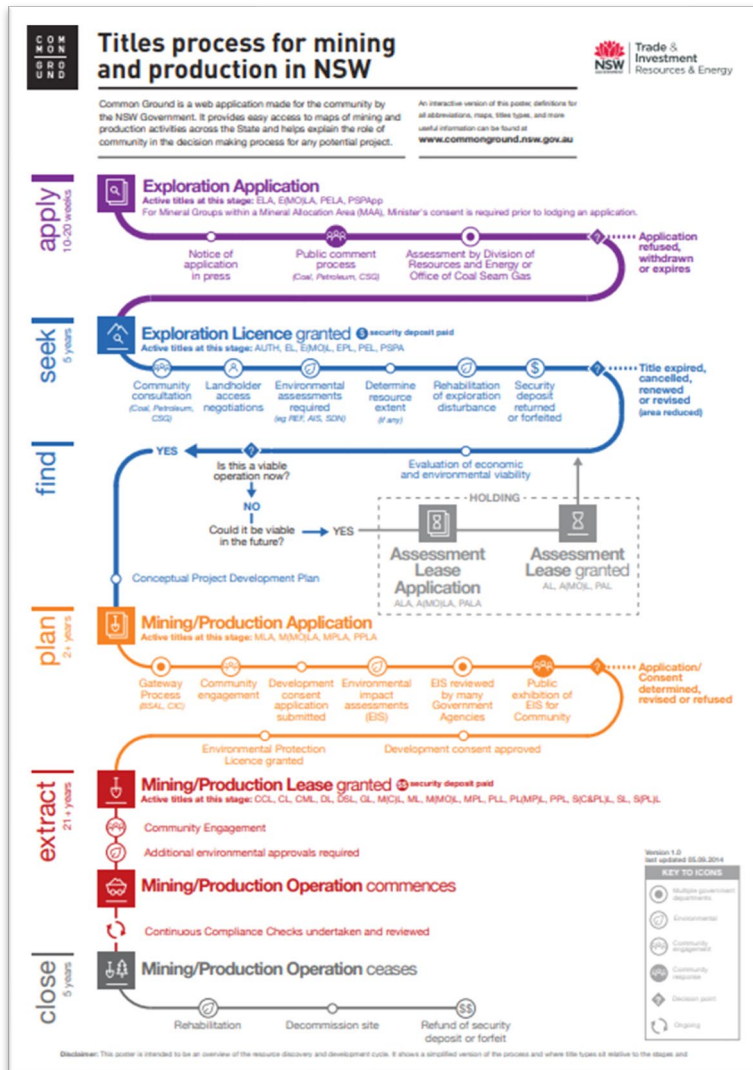 COM
MON
GRO
UND
Titles process for mining
and production in NSW
NSW
GOVERNMENT
Trade &
Investment
Resources & Energy
Common Ground is a web application made for the community by
the NSW Government. It provides easy access to maps of mining and
production activities across the State and helps explain the role of
community in the decision making process for any potential project.
An interactive version of this poster, definitions for
all abbreviations, maps, titles types, and more
useful information can be found at
www.commonground.nsw.gov.au
apply
10-20 weeks
Exploration Application
Active titles at this stage: ELA, E(MO)LA, PELA, PSPApp
For Mineral Groups within a Mineral Allocation Area (MAA), Minister's consent is required prior to lodging an application.
Notice of
application
in press
Public comment
process
(Coal, Petroleum, CSG)
Assessment by Division of
Resources and Energy or
Office of Coal Seam Gas
?
Application
refused,
withdrawn
or expires
seek
5 years
Exploration Licence granted $ security deposit paid
Active titles at this stage: AUTH, EL, E(MO)L, EPL, PEL, PSPA
Community
consultation
(Coal, Petroleum,
CSG)
Landholder
access
negotiations
Environmental
assessments
required
(eg REF, AIS, SDN)
Determine
resource
extent
(if any)
Rehabilitation
of exploration
disturbance
$
Security
deposit
returned
or forfeited
?
Title expired,
cancelled,
renewed
or revised
(area reduced)
find
YES
?
Is this a viable
operation now?
NO
Could it be viable
in the future?
YES
Evaluation of economic
and environmental viability
HOLDING
Assessment
Lease
Application
ALA, A(MO)LA, PALA
Assessment
Lease granted
AL, A(MO)L, PAL
Conceptual Project Development Plan
plan
2+ years
Mining/Production Application
Active titles at this stage: MLA, M(MO)LA, MPLA, PPLA
Gateway
Process
(BSAL, CIC)
Community
engagement
Development
consent
application
submitted
Environmental
impact
assessments
(EIS)
EIS reviewed
by many
Government
Agencies
Public
exhibition of
EIS for
Community
?
Application/
Consent
determined,
revised or refused
Environmental Protection
Licence granted
Development consent approved
extract
21+ years
Mining/Production Lease granted $$ security deposit paid
Active titles at this stage: CCL, CL, CML, DL, DSL, GL, M(C)L, ML, M(MO)L, MPL, PLL, PL(MP)L, PPL, S(C&PL)L, SL, S(PL)L
Community Engagement
Additional environmental approvals required
Mining/Production Operation commences
Continuous Compliance Checks undertaken and reviewed
Version 1.0
last updated 05.09.2014
KEY TO ICONS
Multiple government
departments
Environmental
Community
engagement
Community
response
? Decision point
Ongoing
close
5 years
Mining/Production Operation ceases
Rehabilitation
Decommission site
$$
Refund of security
deposit or forfeit
Disclaimer: This poster is intended to be an overview of the resource discovery and development cycle. It shows a simplified version of the process and where title types sit relative to the stages and